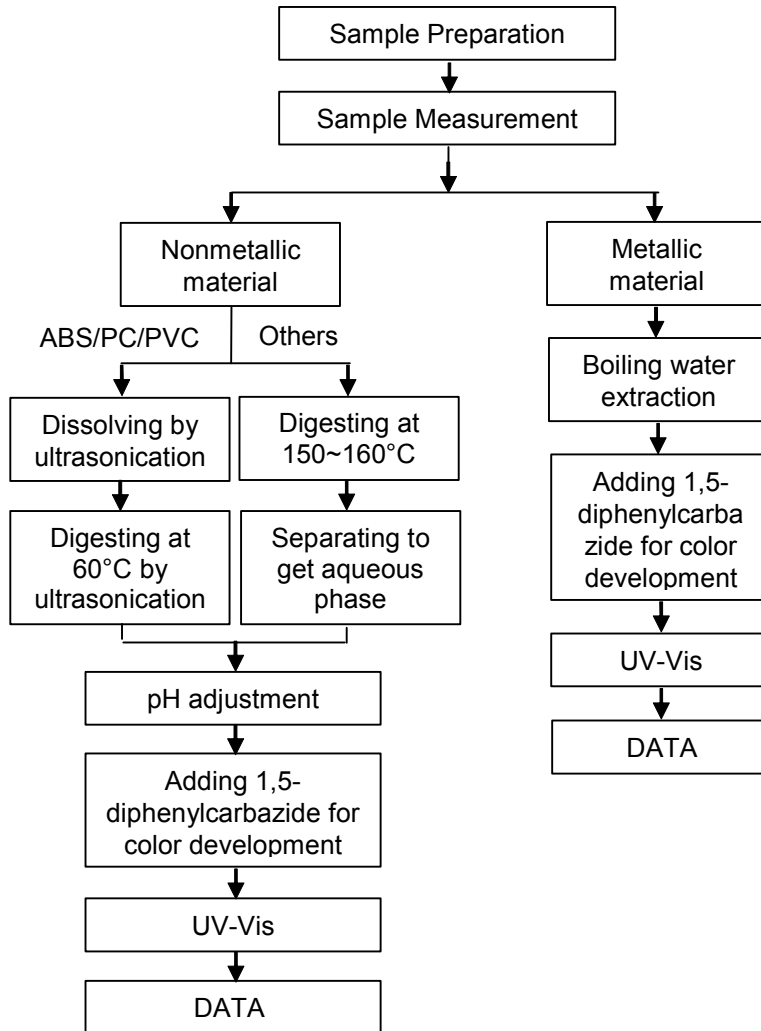 Sample Preparation
Sample Measurement
Nonmetallic
material
ABS/PC/PVC
Others
Dissolving by
ultrasonication
Digesting at
150~160°C
Digesting at
60°C by
ultrasonication
Separating to
get aqueous
phase
pH adjustment
Adding 1,5-
diphenylcarbazide for
color development
UV-Vis
DATA
Metallic
material
Boiling water
extraction
Adding 1,5-
diphenylcarba
zide for color
development
UV-Vis
DATA